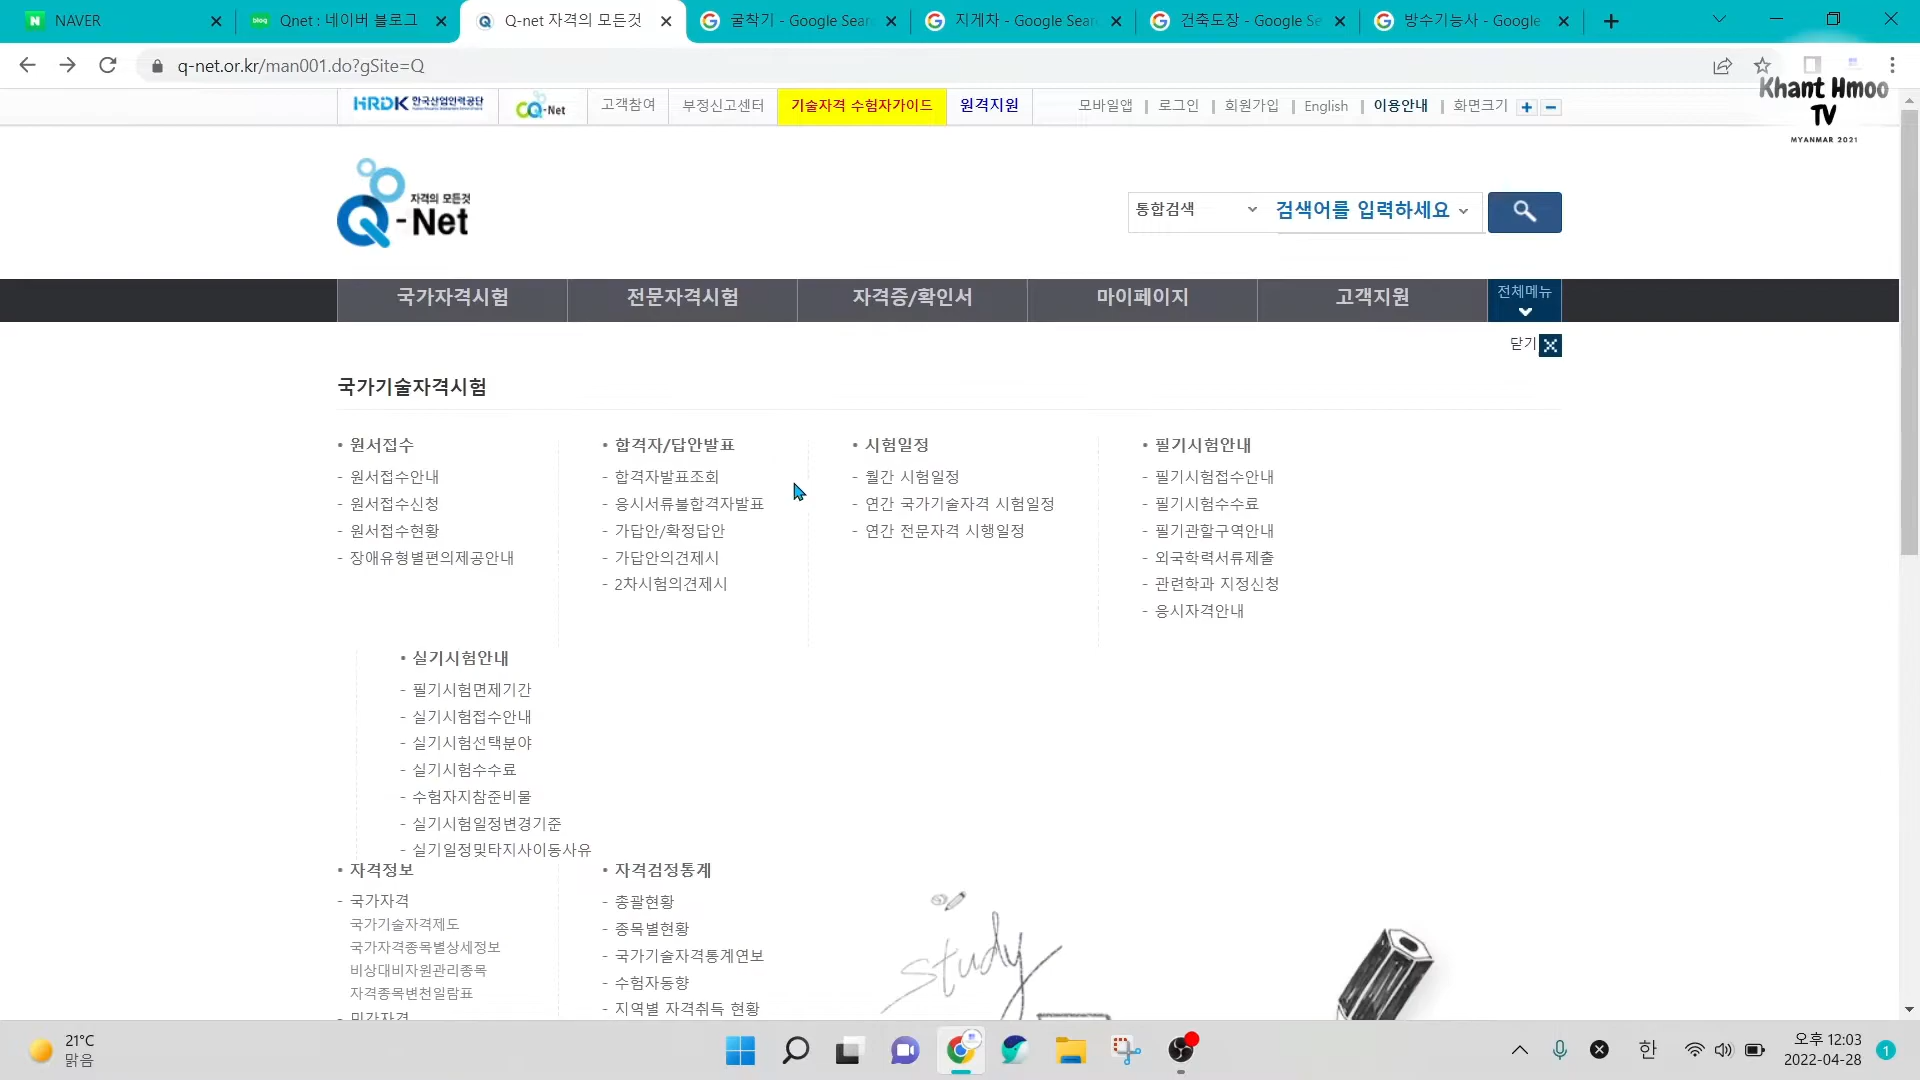 NAVER
blog Qnet : 네이버 블로그
Q-net 자격의 모든것
굴착기 - Google Sear
지게차 - Google Sear
건축도장 - Google Se
방수기능사 - Google
q-net.or.kr/man001.do?gSite=Q
HRDK 한국산업인력공단
CQ-Net
고객참여
부정신고센터
기술자격 수험자가이드
원격지원
모바일앱 | 로그인 | 회원가입 | English | 이용안내 | 화면크기
Khant Hmoo
TV
MYANMAR 2021
자격의 모든것
Q-Net
통합검색
검색어를 입력하세요
국가자격시험
전문자격시험
자격증/확인서
마이페이지
고객지원
전체메뉴
닫기
국가기술자격시험
• 원서접수
- 원서접수안내
- 원서접수신청
- 원서접수현황
- 장애유형별편의제공안내
• 합격자/답안발표
- 합격자발표조회
- 응시서류불합격자발표
- 가답안/확정답안
- 가답안의견제시
- 2차시험의견제시
• 시험일정
- 월간 시험일정
- 연간 국가기술자격 시험일정
- 연간 전문자격 시행일정
• 필기시험안내
- 필기시험접수안내
- 필기시험수수료
- 필기관할구역안내
- 외국학력서류제출
- 관련학과 지정신청
- 응시자격안내
• 실기시험안내
- 필기시험면제기간
- 실기시험접수안내
- 실기시험선택분야
- 실기시험수수료
- 수험자지참준비물
- 실기시험일정변경기준
- 실기일정및타지사이동사유
• 자격정보
- 국가자격
국가기술자격제도
국가자격종목별상세정보
비상대비자원관리종목
자격종목변천일람표
- 민간자격
• 자격검정통계
- 총괄현황
- 종목별현황
- 국가기술자격통계연보
- 수험자동향
- 지역별 자격취득 현황
study
21°C
맑음
한
오후 12:03
2022-04-28
1